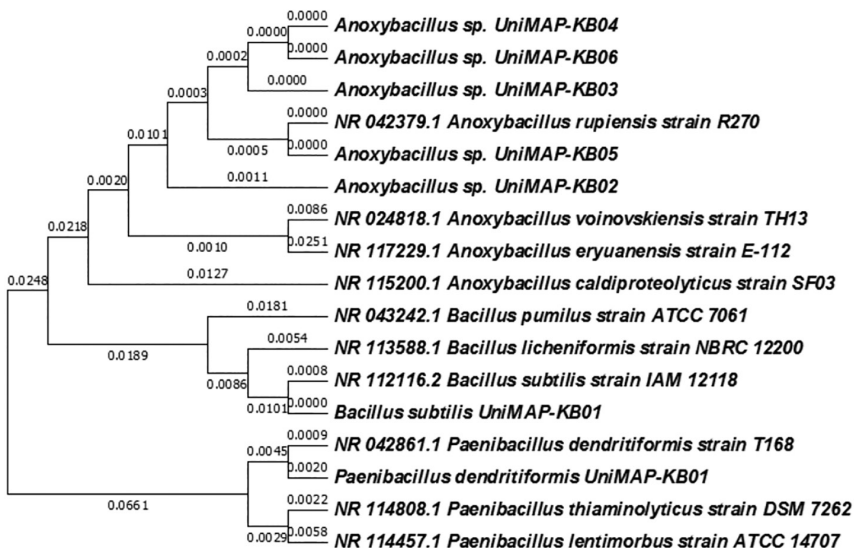 0.0000
Anoxybacillus sp. UniMAP-KB04
0.0000
0.0000
Anoxybacillus sp. UniMAP-KB06
0.0002
0.0000
Anoxybacillus sp. UniMAP-KB03
0.0003
0.0000
NR 042379.1 Anoxybacillus rupiensis strain R270
0.0101
0.0000
0.0005
Anoxybacillus sp. UniMAP-KB05
0.0020
0.0011
Anoxybacillus sp. UniMAP-KB02
0.0086
NR 024818.1 Anoxybacillus voinovskiensis strain TH13
0.0218
0.0010
0.0251
NR 117229.1 Anoxybacillus eryuanensis strain E-112
0.0248
0.0127
NR 115200.1 Anoxybacillus caldiproteolyticus strain SF03
0.0181
NR 043242.1 Bacillus pumilus strain ATCC 7061
0.0189
0.0054
NR 113588.1 Bacillus licheniformis strain NBRC 12200
0.0086
0.0008
NR 112116.2 Bacillus subtilis strain IAM 12118
0.0101
0.0000
Bacillus subtilis UniMAP-KB01
0.0009
NR 042861.1 Paenibacillus dendritiformis strain T168
0.0045
0.0020
Paenibacillus dendritiformis UniMAP-KB01
0.0661
0.0022
NR 114808.1 Paenibacillus thiaminolyticus strain DSM 7262
0.0029
0.0058
NR 114457.1 Paenibacillus lentimorbus strain ATCC 14707